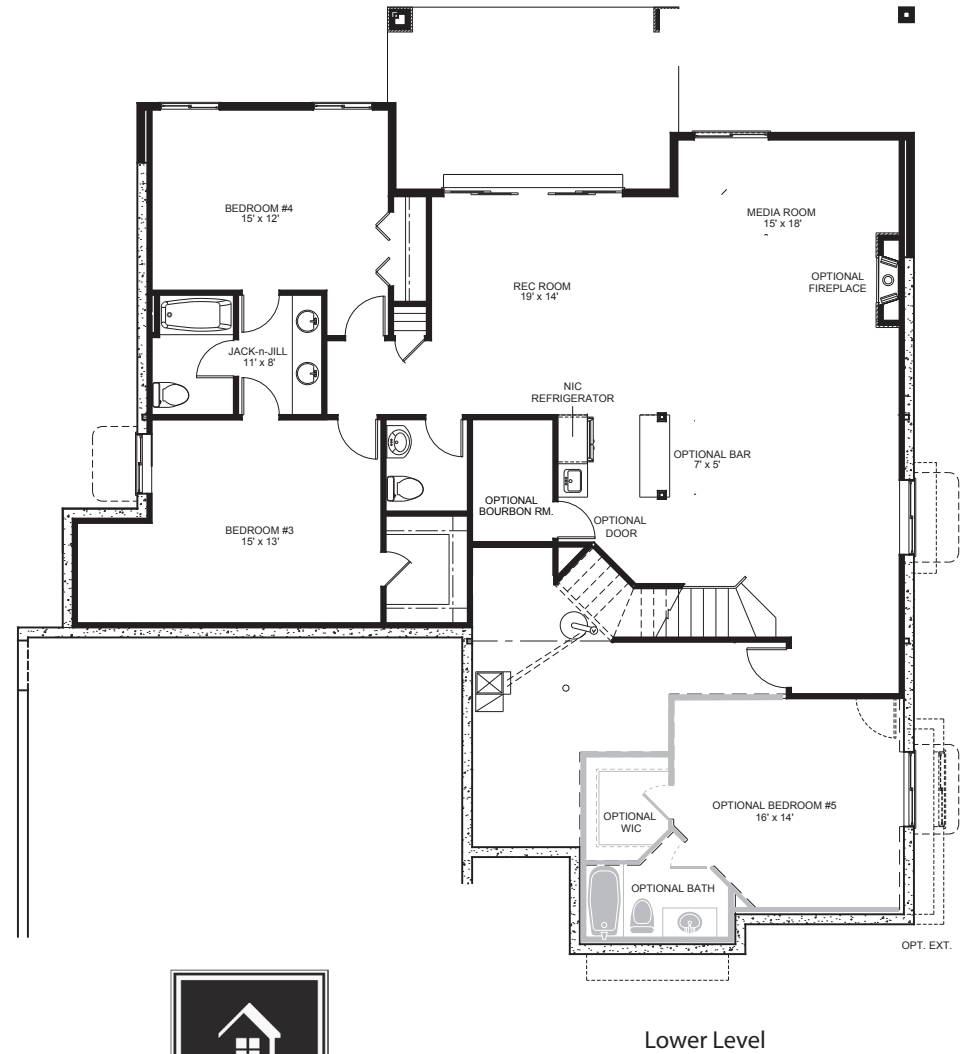 BEDROOM #4
15' x 12'
MEDIA ROOM
15' x 18'
OPTIONAL
FIREPLACE
REC ROOM
19' x 14'
JACK-n-JILL
11' x 8'
NIC
REFRIGERATOR
OPTIONAL BAR
7' x 5'
OPTIONAL
BOURBON RM.
OPTIONAL
DOOR
BEDROOM #3
15' x 13'
OPTIONAL BEDROOM #5
16' x 14'
OPTIONAL
WIC
OPTIONAL BATH
OPT. EXT.
Lower Level